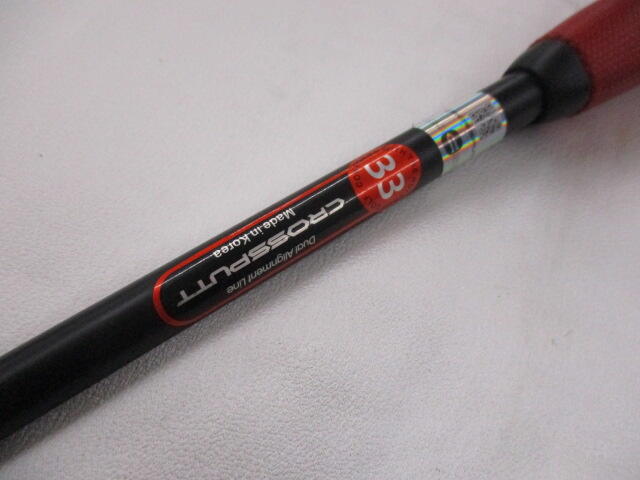 33
Dual Alignment Line
CROSSPUTT
Made in Korea